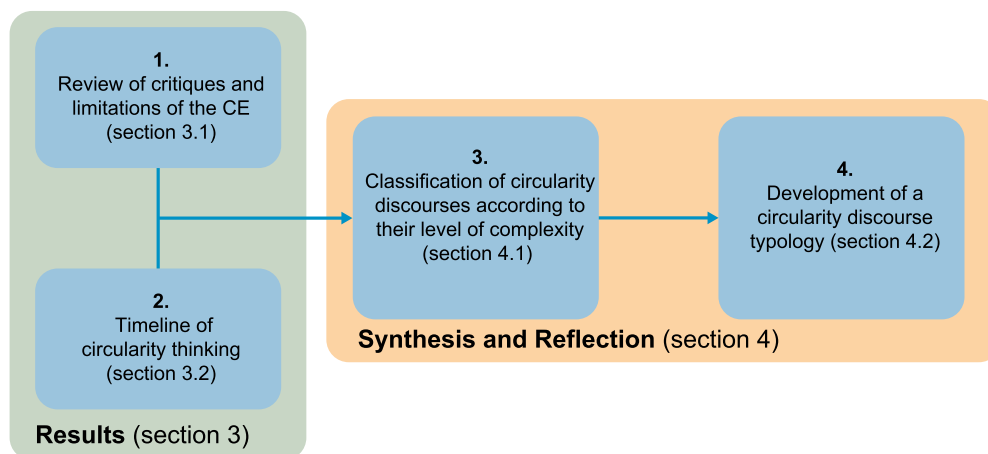 1.
Review of critiques and
limitations of the CE
(section 3.1)
2.
Timeline of
circularity thinking
(section 3.2)
Results (section 3)
3.
Classification of circularity
discourses according to
their level of complexity
(section 4.1)
4.
Development of a
circularity discourse
typology (section 4.2)
Synthesis and Reflection (section 4)